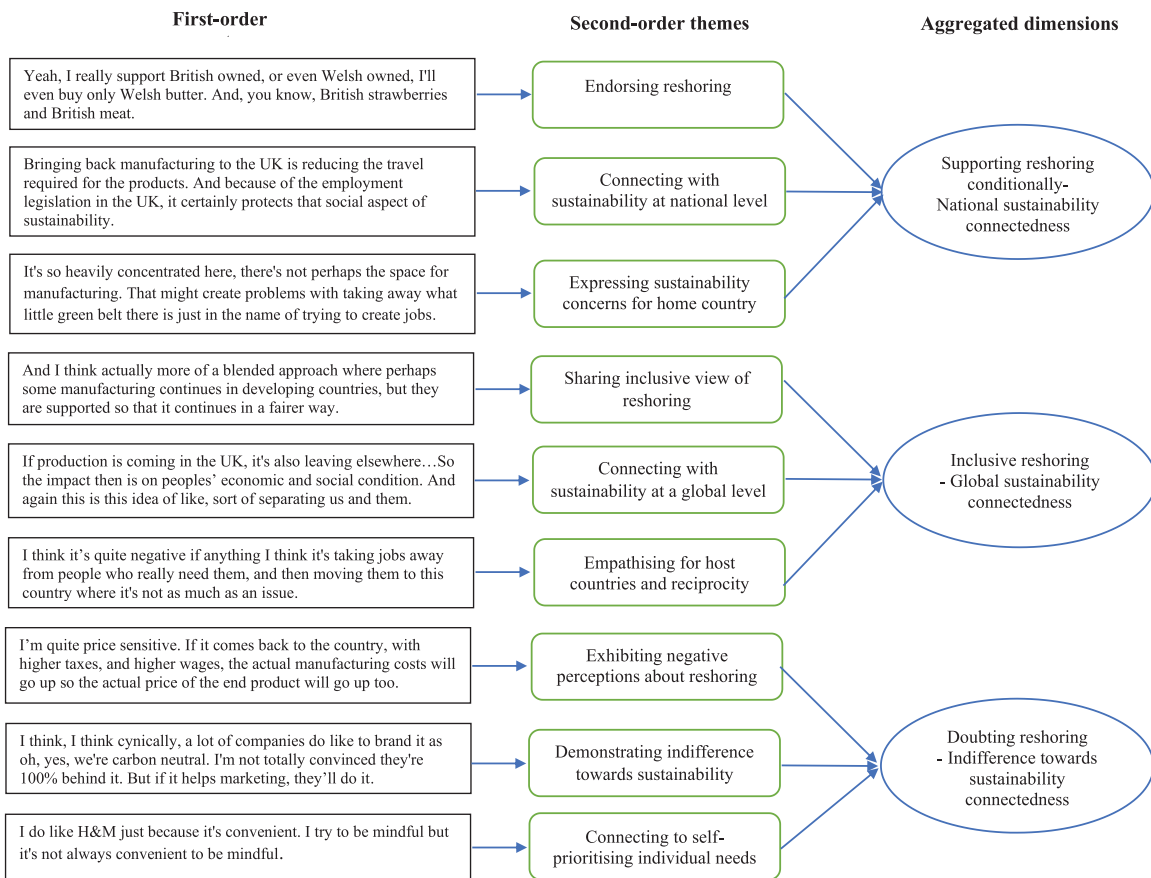 First-order
Second-order themes
Aggregated dimensions
Yeah, I really support British owned, or even Welsh owned, I'll
even buy only Welsh butter. And, you know, British strawberries
and British meat.
Endorsing reshoring
Bringing back manufacturing to the UK is reducing the travel
required for the products. And because of the employment
legislation in the UK, it certainly protects that social aspect of
sustainability.
Connecting with
sustainability at national level
It's so heavily concentrated here, there's not perhaps the space for
manufacturing. That might create problems with taking away what
little green belt there is just in the name of trying to create jobs.
Expressing sustainability
concerns for home country
Supporting reshoring
conditionally-
National sustainability
connectedness
And I think actually more of a blended approach where perhaps
some manufacturing continues in developing countries, but they
are supported so that it continues in a fairer way.
Sharing inclusive view of
reshoring
If production is coming in the UK, it's also leaving elsewhere…So
the impact then is on peoples’ economic and social condition. And
again this is this idea of like, sort of separating us and them.
Connecting with
sustainability at a global level
I think it’s quite negative if anything I think it's taking jobs away
from people who really need them, and then moving them to this
country where it's not as much as an issue.
Empathising for host
countries and reciprocity
Inclusive reshoring
- Global sustainability
connectedness
I’m quite price sensitive. If it comes back to the country, with
higher taxes, and higher wages, the actual manufacturing costs will
go up so the actual price of the end product will go up too.
Exhibiting negative
perceptions about reshoring
I think, I think cynically, a lot of companies do like to brand it as
oh, yes, we're carbon neutral. I'm not totally convinced they're
100% behind it. But if it helps marketing, they’ll do it.
Demonstrating indifference
towards sustainability
I do like H&M just because it's convenient. I try to be mindful but
it's not always convenient to be mindful.
Connecting to self-
prioritising individual needs
Doubting reshoring
- Indifference towards
sustainability
connectedness